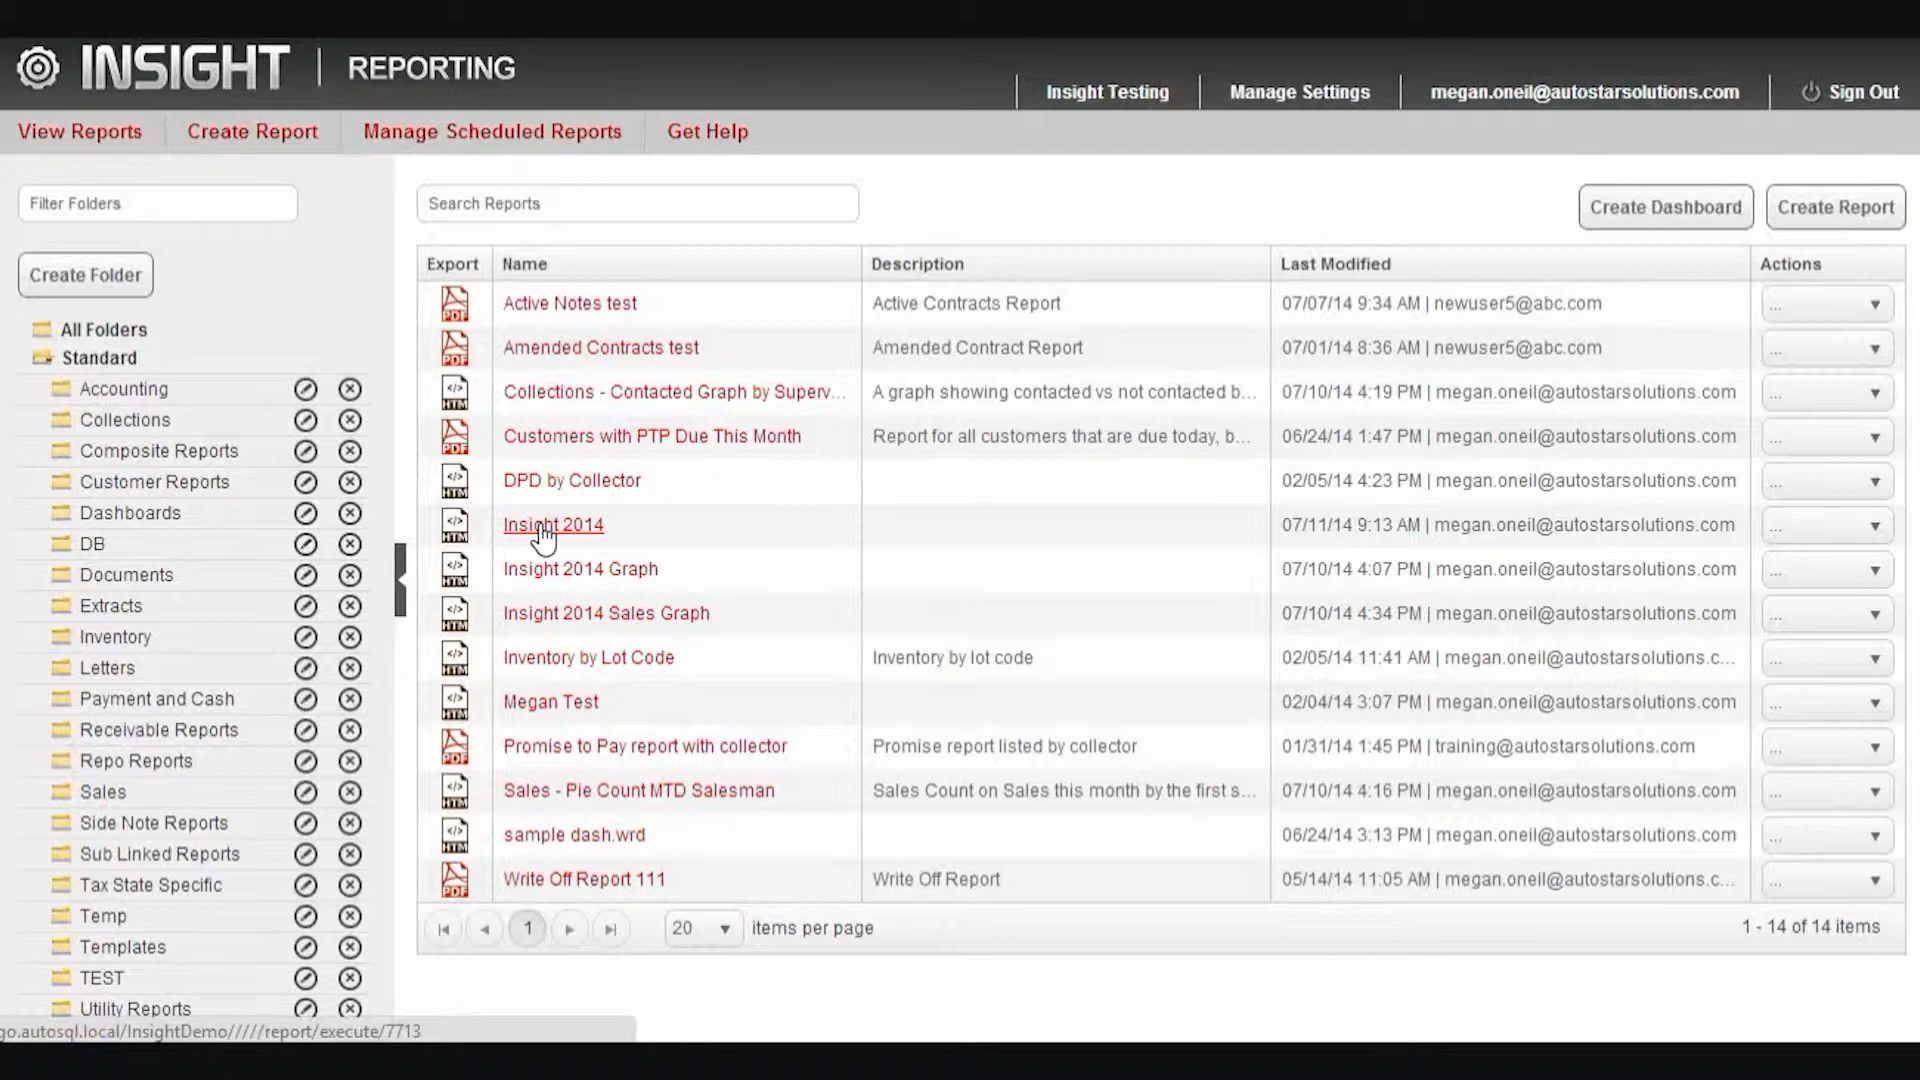 INSIGHT | REPORTING
Insight Testing
Manage Settings
megan.oneil@autostarsolutions.com
Sign Out
View Reports
Create Report
Manage Scheduled Reports
Get Help
Filter Folders
Create Folder
All Folders
Standard
Accounting
Collections
Composite Reports
Customer Reports
Dashboards
DB
Documents
Extracts
Inventory
Letters
Payment and Cash
Receivable Reports
Repo Reports
Sales
Side Note Reports
Sub Linked Reports
Tax State Specific
Temp
Templates
TEST
Utility Reports
Search Reports
Create Dashboard
Create Report
Export Name Description Last Modified Actions
PDF Active Notes test Active Contracts Report 07/07/14 9:34 AM | newuser5@abc.com ...
PDF Amended Contracts test Amended Contract Report 07/01/14 8:36 AM | newuser5@abc.com ...
</> HTM Collections - Contacted Graph by Superv... A graph showing contacted vs not contacted b... 07/10/14 4:19 PM | megan.oneil@autostarsolutions.com ...
PDF Customers with PTP Due This Month Report for all customers that are due today, b... 06/24/14 1:47 PM | megan.oneil@autostarsolutions.com ...
</> HTM DPD by Collector 02/05/14 4:23 PM | megan.oneil@autostarsolutions.com ...
</> HTM Insight 2014 07/11/14 9:13 AM | megan.oneil@autostarsolutions.com ...
</> HTM Insight 2014 Graph 07/10/14 4:07 PM | megan.oneil@autostarsolutions.com ...
</> HTM Insight 2014 Sales Graph 07/10/14 4:34 PM | megan.oneil@autostarsolutions.com ...
</> HTM Inventory by Lot Code Inventory by lot code 02/05/14 11:41 AM | megan.oneil@autostarsolutions.c... ...
</> HTM Megan Test 02/04/14 3:07 PM | megan.oneil@autostarsolutions.com ...
PDF Promise to Pay report with collector Promise report listed by collector 01/31/14 1:45 PM | training@autostarsolutions.com ...
</> HTM Sales - Pie Count MTD Salesman Sales Count on Sales this month by the first s... 07/10/14 4:16 PM | megan.oneil@autostarsolutions.com ...
</> HTM sample dash.wrd 06/24/14 3:13 PM | megan.oneil@autostarsolutions.com ...
PDF Write Off Report 111 Write Off Report 05/14/14 11:05 AM | megan.oneil@autostarsolutions.c... ...
1 20 items per page 1 - 14 of 14 items
go.autosql.local/InsightDemo/////report/execute/7713